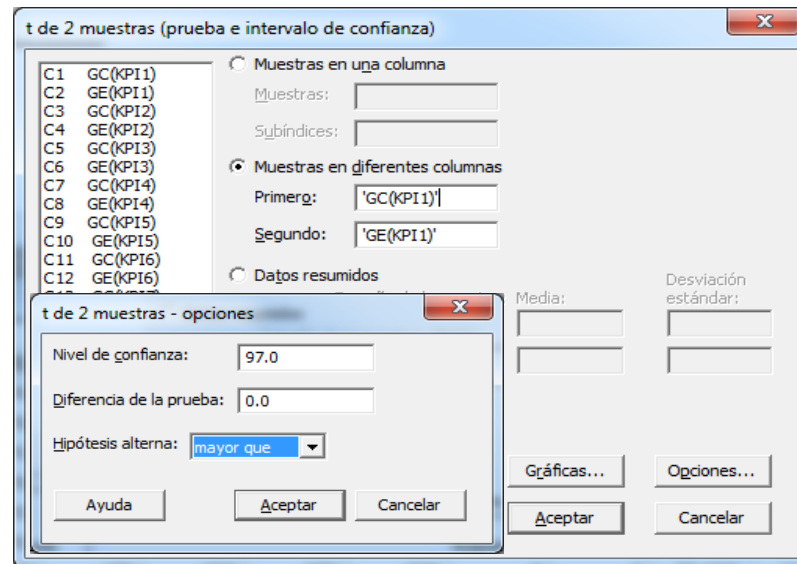 t de 2 muestras (prueba e intervalo de confianza)
C1 GC(KPI1)
C2 GE(KPI1)
C3 GC(KPI2)
C4 GE(KPI2)
C5 GC(KPI3)
C6 GE(KPI3)
C7 GC(KPI4)
C8 GE(KPI4)
C9 GC(KPI5)
C10 GE(KPI5)
C11 GC(KPI6)
C12 GE(KPI6)
Muestras en una columna
Muestras:
Subíndices:
Muestras en diferentes columnas
Primero: 'GC(KPI1)'
Segundo: 'GE(KPI1)'
Datos resumidos
Media:
Desviación
estándar:
Gráficas...
Opciones...
Aceptar
Cancelar
t de 2 muestras - opciones
Nivel de confianza: 97.0
Diferencia de la prueba: 0.0
Hipótesis alterna: mayor que
Ayuda
Aceptar
Cancelar